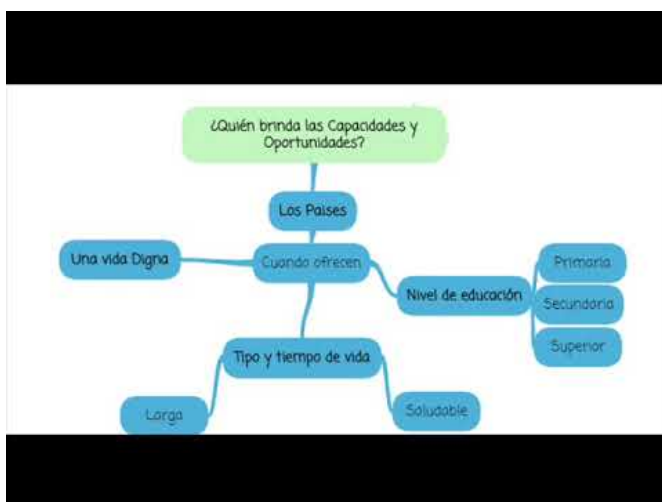 ¿Quién brinda las Capacidades y
Oportunidades?
Los Paises
Una vida Digna
Cuando ofrecen
Nivel de educación
Primaria
Secundaria
Superior
Tipo y tiempo de vida
Larga
Saludable